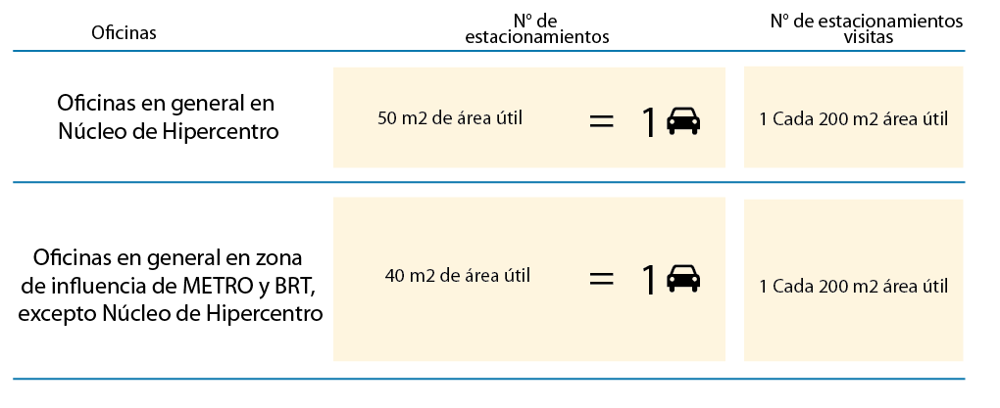 Oficinas
N° de
estacionamientos
N° de estacionamientos
visitas
Oficinas en general en
Núcleo de Hipercentro
50 m2 de área útil
= 1
1 Cada 200 m2 área útil
Oficinas en general en zona
de influencia de METRO y BRT,
excepto Núcleo de Hipercentro
40 m2 de área útil
= 1
1 Cada 200 m2 área útil